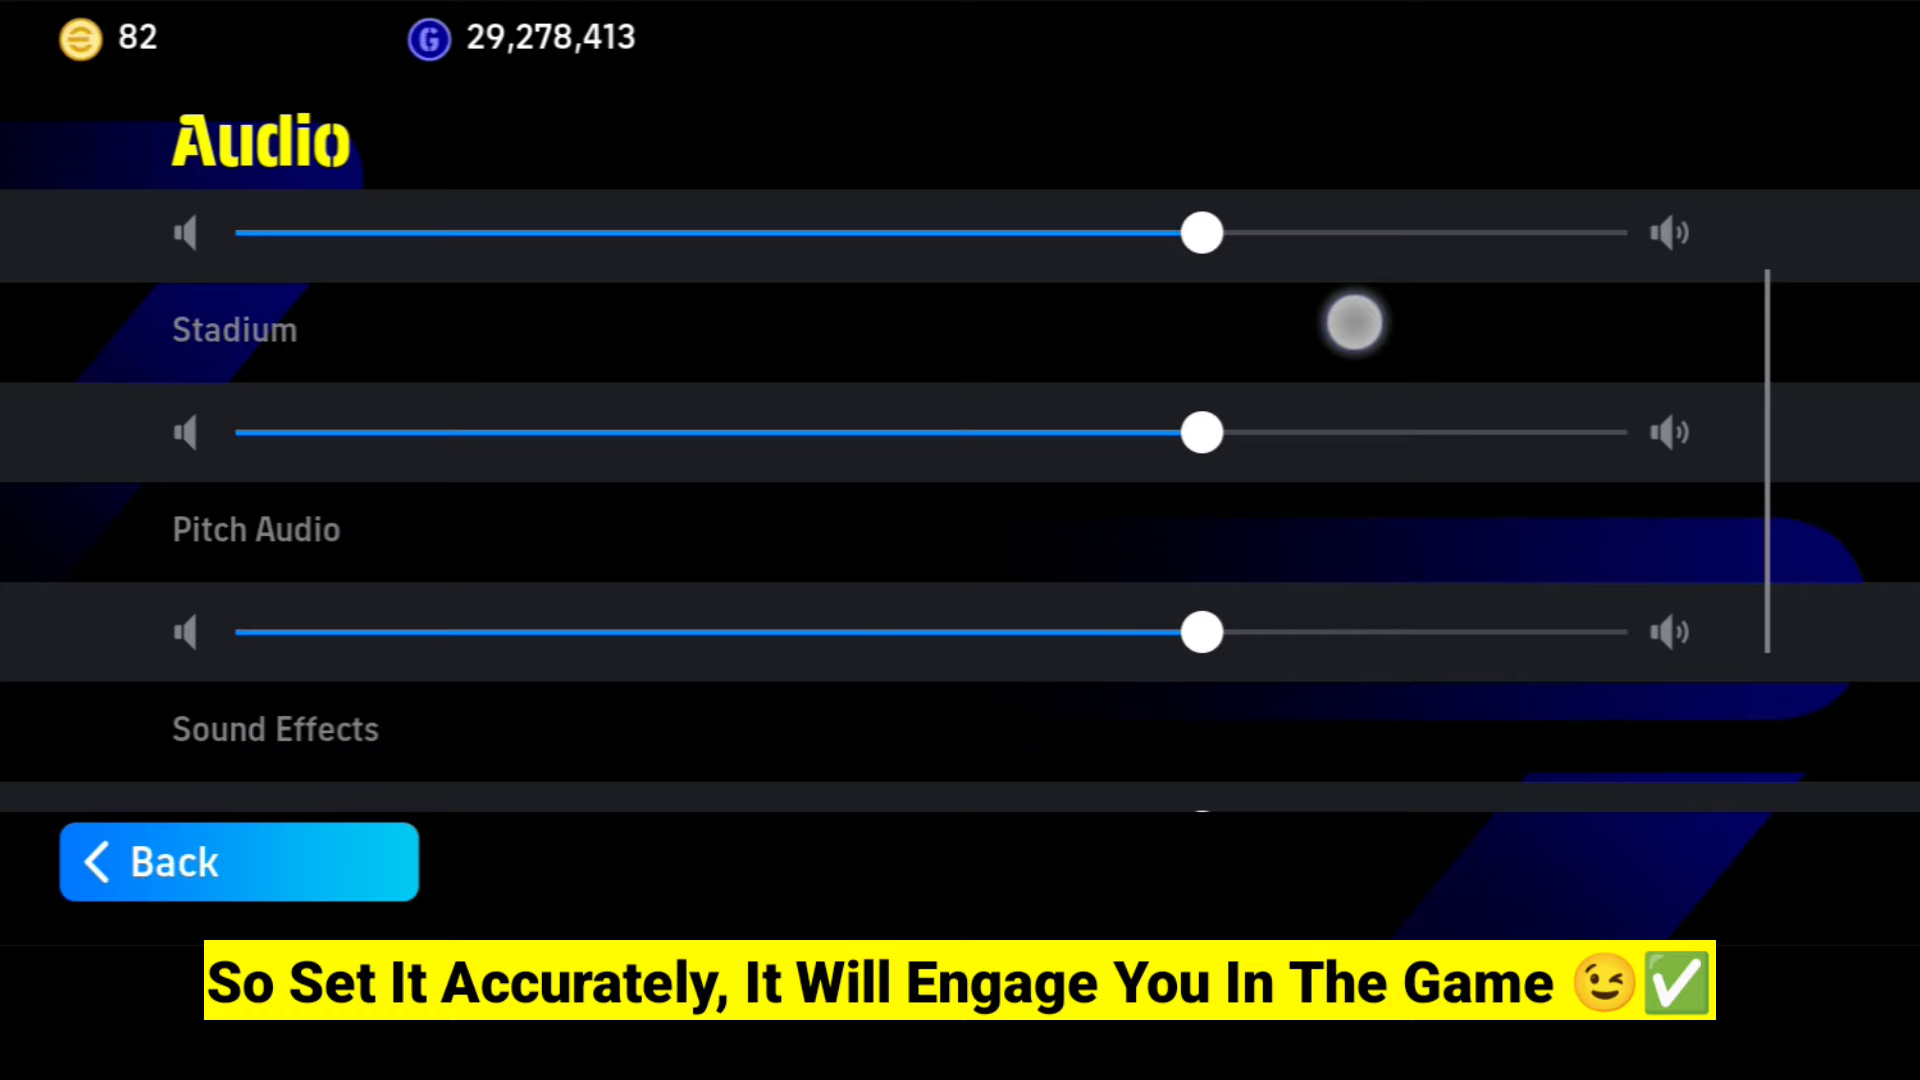 82
29,278,413
Audio
Stadium
Pitch Audio
Sound Effects
Back
So Set It Accurately, It Will Engage You In The Game 😉✅